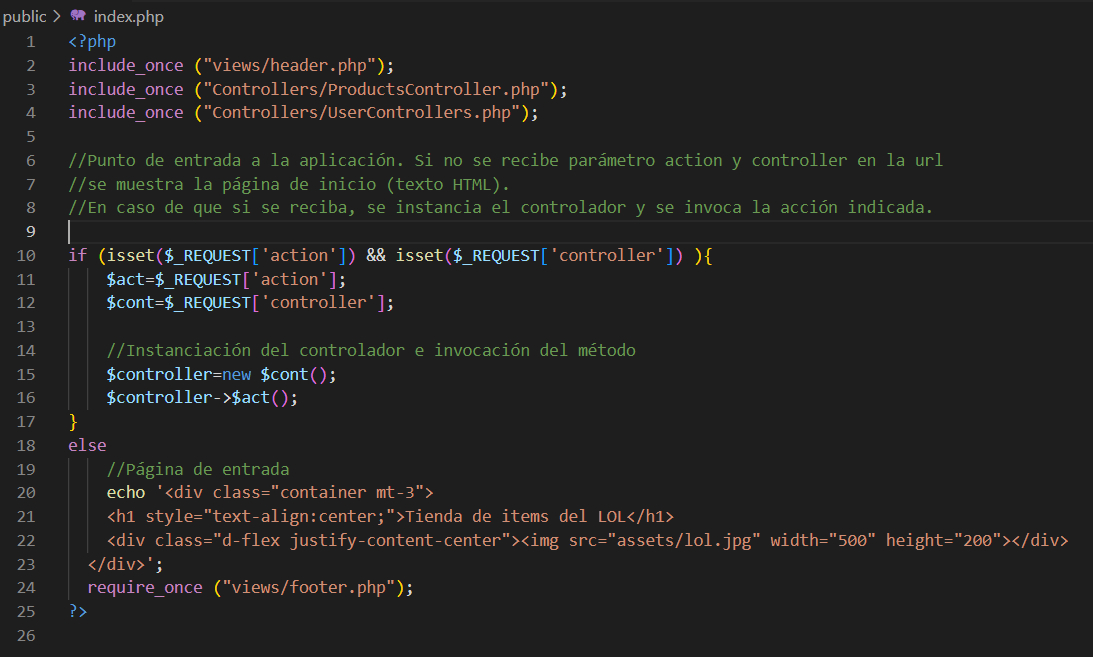 public > index.php
1 <?php
2 include_once ("views/header.php");
3 include_once ("Controllers/ProductsController.php");
4 include_once ("Controllers/UserControllers.php");
5
6 //Punto de entrada a la aplicación. Si no se recibe parámetro action y controller en la url
7 //se muestra la página de inicio (texto HTML).
8 //En caso de que si se reciba, se instancia el controlador y se invoca la acción indicada.
9
10 if (isset($_REQUEST['action']) && isset($_REQUEST['controller']) ){
11     $act=$_REQUEST['action'];
12     $cont=$_REQUEST['controller'];
13
14     //Instanciación del controlador e invocación del método
15     $controller=new $cont();
16     $controller->$act();
17 }
18 else
19     //Página de entrada
20     echo '<div class="container mt-3">
21     <h1 style="text-align:center;">Tienda de items del LOL</h1>
22     <div class="d-flex justify-content-center"><img src="assets/lol.jpg" width="500" height="200"></div>
23   </div>';
24   require_once ("views/footer.php");
25 ?>
26